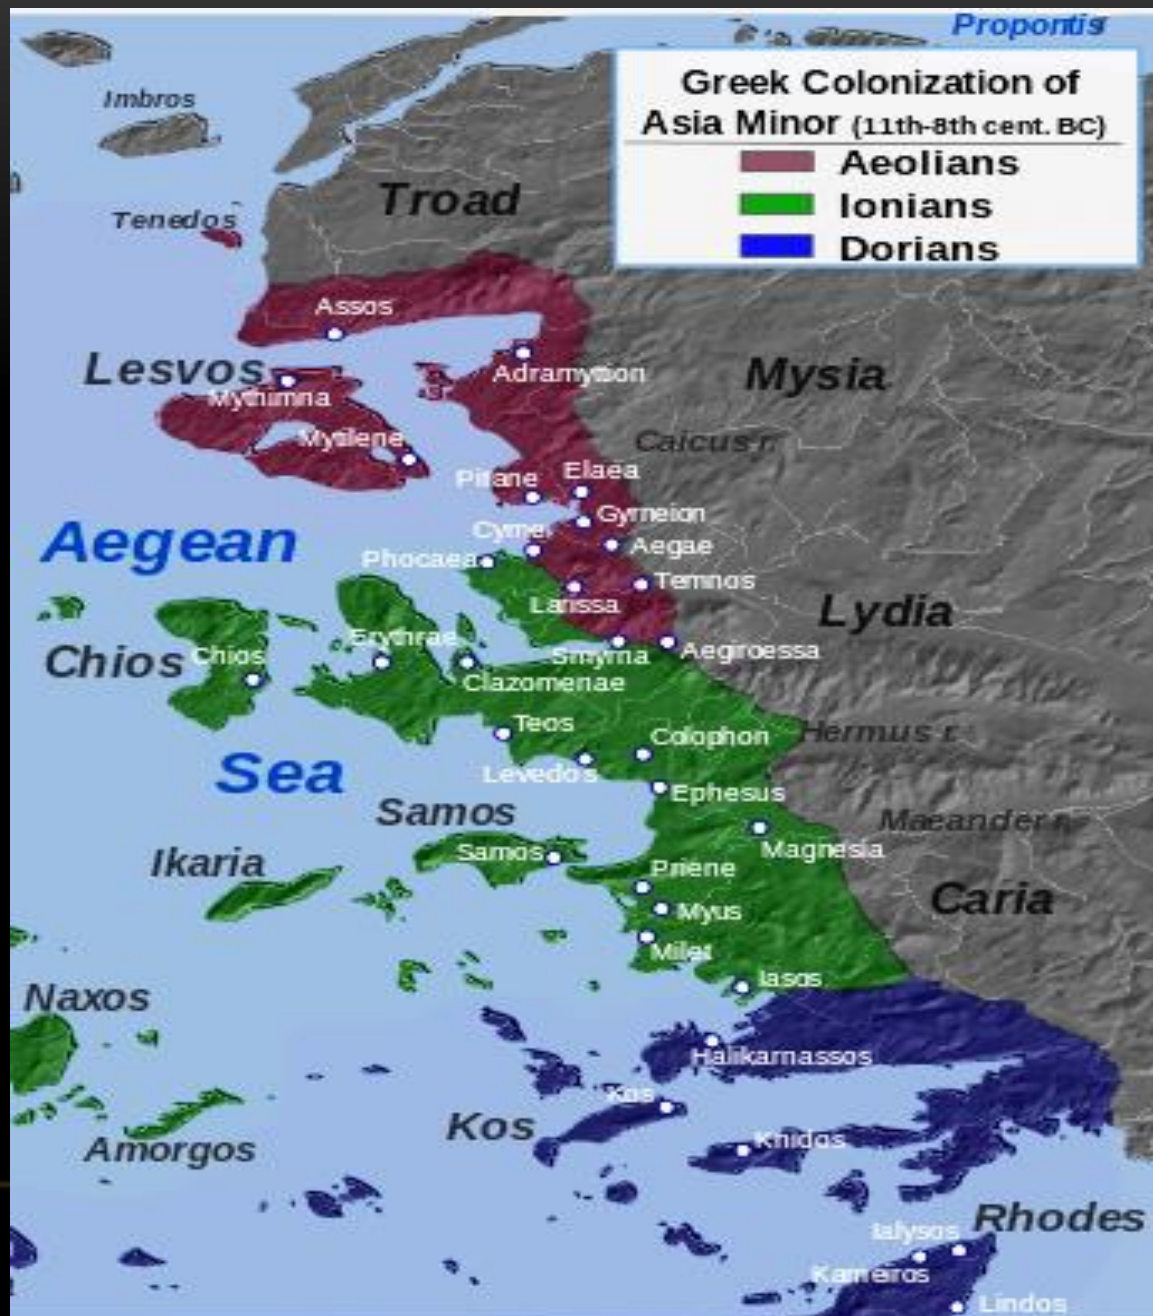 Propontis
Greek Colonization of
Asia Minor (11th-8th cent. BC)
Aeolians
Ionians
Dorians
Imbros
Troad
Tenedos
Assos
Lesvos
Adramyttion
Mysia
Mythimna
Mytilene
Caicus r.
Pitane
Elaea
Gyrneion
Cyme
Aegean
Aegae
Phocaea
Temnos
Larissa
Lydia
Erythrae
Smyrna
Aegiroessa
Chios
Chios
Clazomenae
Teos
Colophon
Hermus r.
Sea
Levedos
Ephesus
Samos
Maeander r.
Magnesia
Samos
Ikaria
Priene
Caria
Myus
Milet
Iasos
Naxos
Halikarnassos
Kos
Kos
Knidos
Amorgos
Rhodes
Ialysos
Kameiros
Lindos